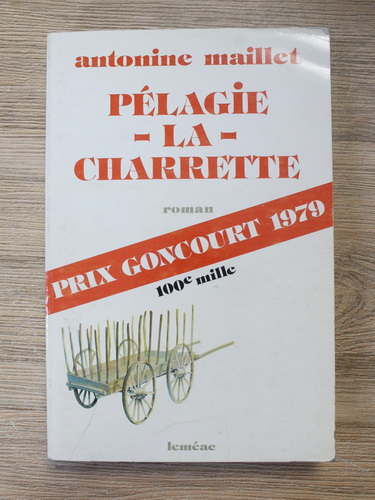 antonine maillet
PÉLAGIE
- LA -
CHARRETTE
roman
PRIX GONCOURT 1979
100e mille
leméac